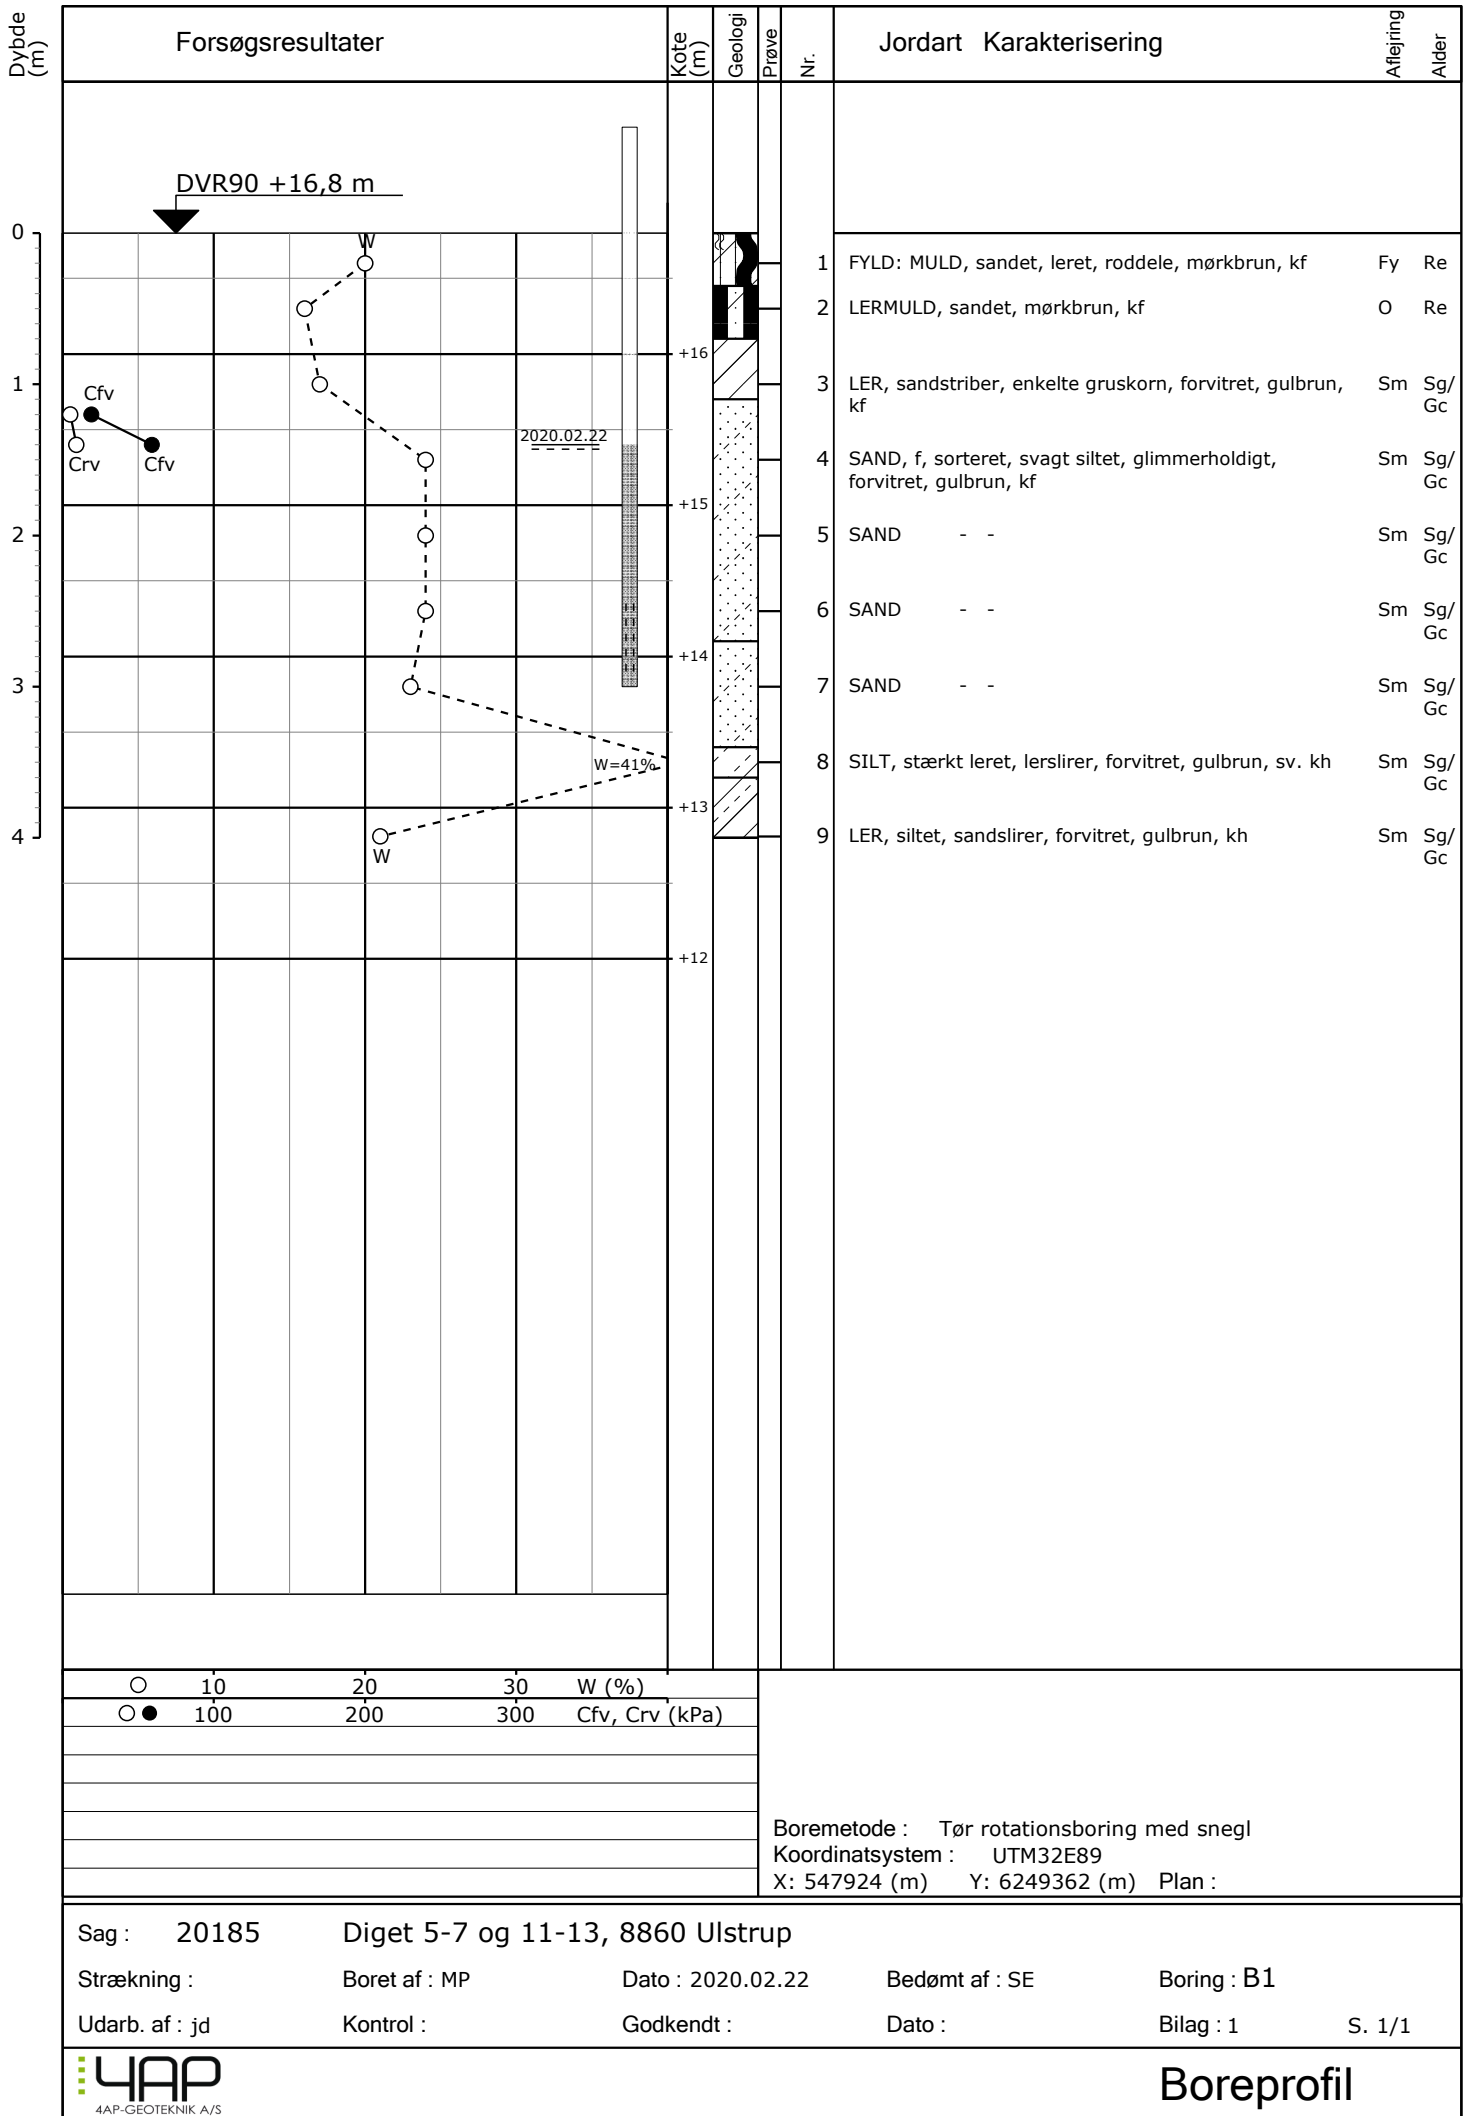 Dybde (m)
Forsøgsresultater
Kote (m)
Geologi
Prøve
Nr.
Jordart Karakterisering
Aflejring
Alder
DVR90 +16,8 m
0
W
1 FYLD: MULD, sandet, leret, roddele, mørkbrun, kf Fy Re
2 LERMULD, sandet, mørkbrun, kf O Re
+16
1
3 LER, sandstriber, enkelte gruskorn, forvitret, gulbrun, Sm Sg/
kf Gc
Cfv
2020.02.22
Crv Cfv
4 SAND, f, sorteret, svagt siltet, glimmerholdigt, Sm Sg/
forvitret, gulbrun, kf Gc
+15
2
5 SAND - - Sm Sg/
Gc
6 SAND - - Sm Sg/
Gc
+14
3
7 SAND - - Sm Sg/
Gc
W=41%
8 SILT, stærkt leret, lerslirer, forvitret, gulbrun, sv. kh Sm Sg/
Gc
+13
4
9 LER, siltet, sandslirer, forvitret, gulbrun, kh Sm Sg/
Gc
W
+12
10 20 30 W (%)
100 200 300 Cfv, Crv (kPa)
Boremetode : Tør rotationsboring med snegl
Koordinatsystem : UTM32E89
X: 547924 (m) Y: 6249362 (m) Plan :
Sag : 20185 Diget 5-7 og 11-13, 8860 Ulstrup
Strækning : Boret af : MP Dato : 2020.02.22 Bedømt af : SE Boring : B1
Udarb. af : jd Kontrol : Godkendt : Dato : Bilag : 1 S. 1/1
4AP
4AP-GEOTEKNIK A/S
Boreprofil